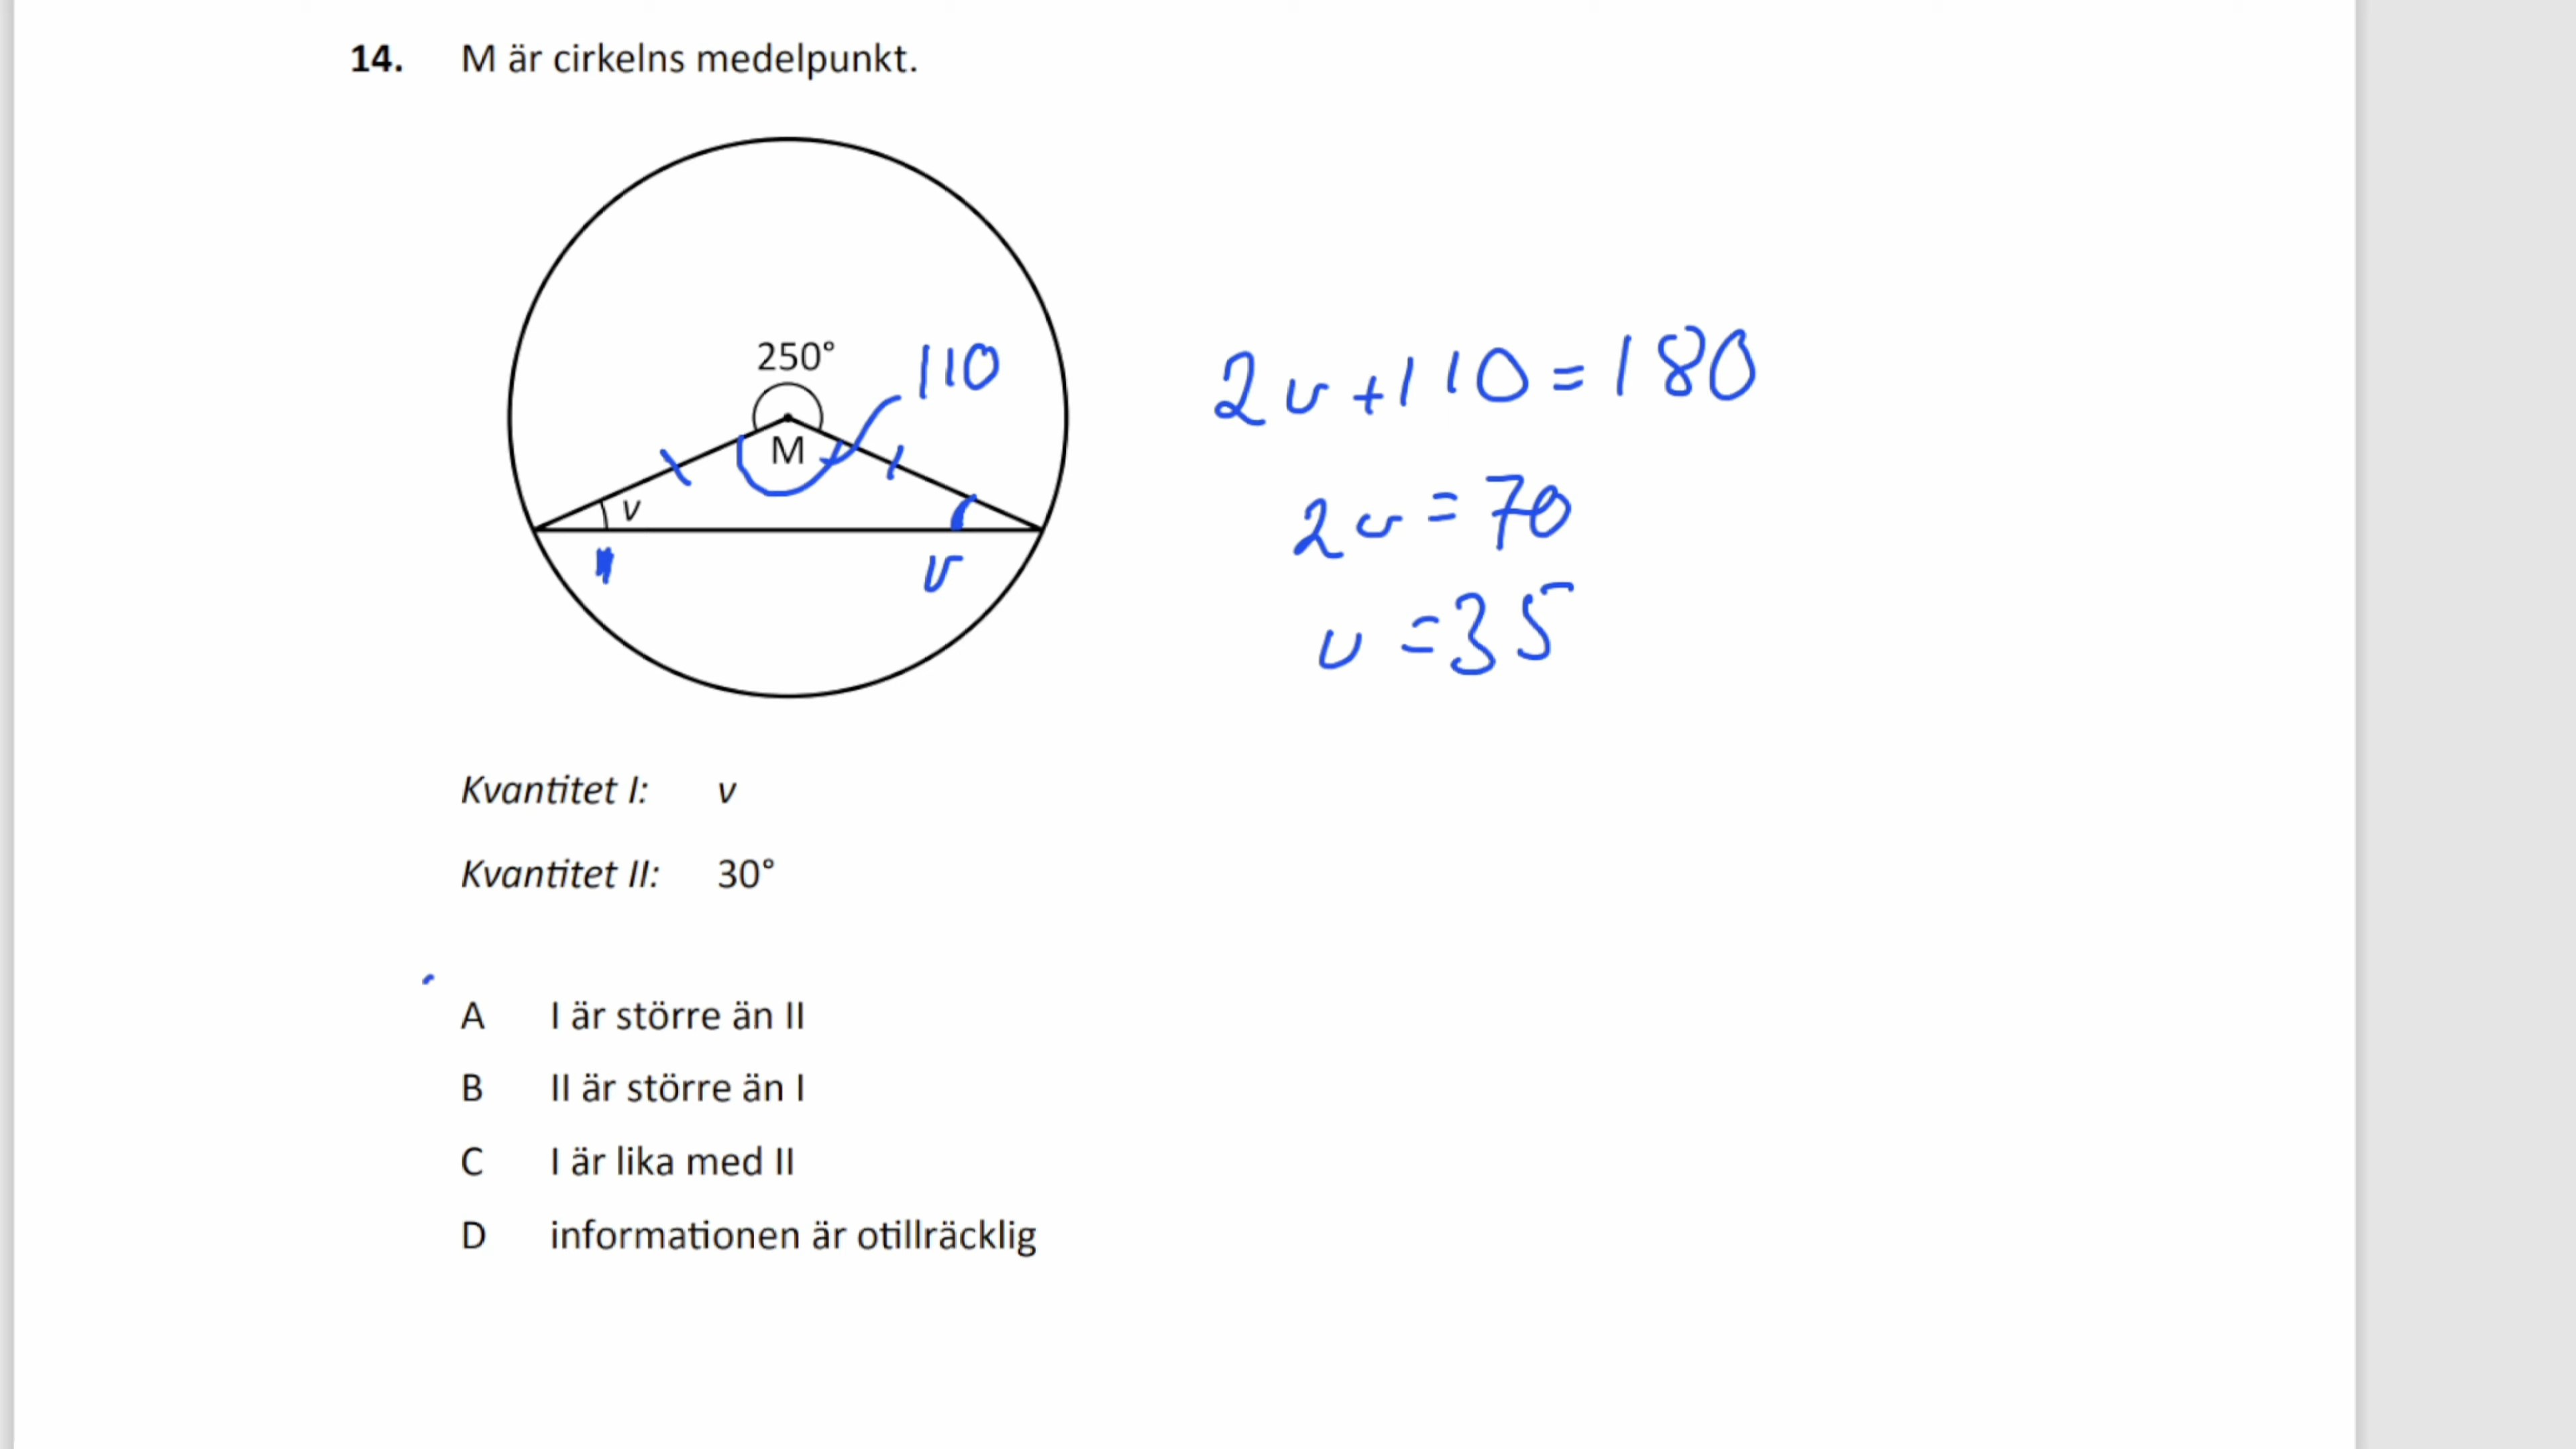 14. M är cirkelns medelpunkt.
250°
110
M
v
v
2v+110=180
2v=70
v=35
Kvantitet I: v
Kvantitet II: 30°
A I är större än II
B II är större än I
C I är lika med II
D informationen är otillräcklig